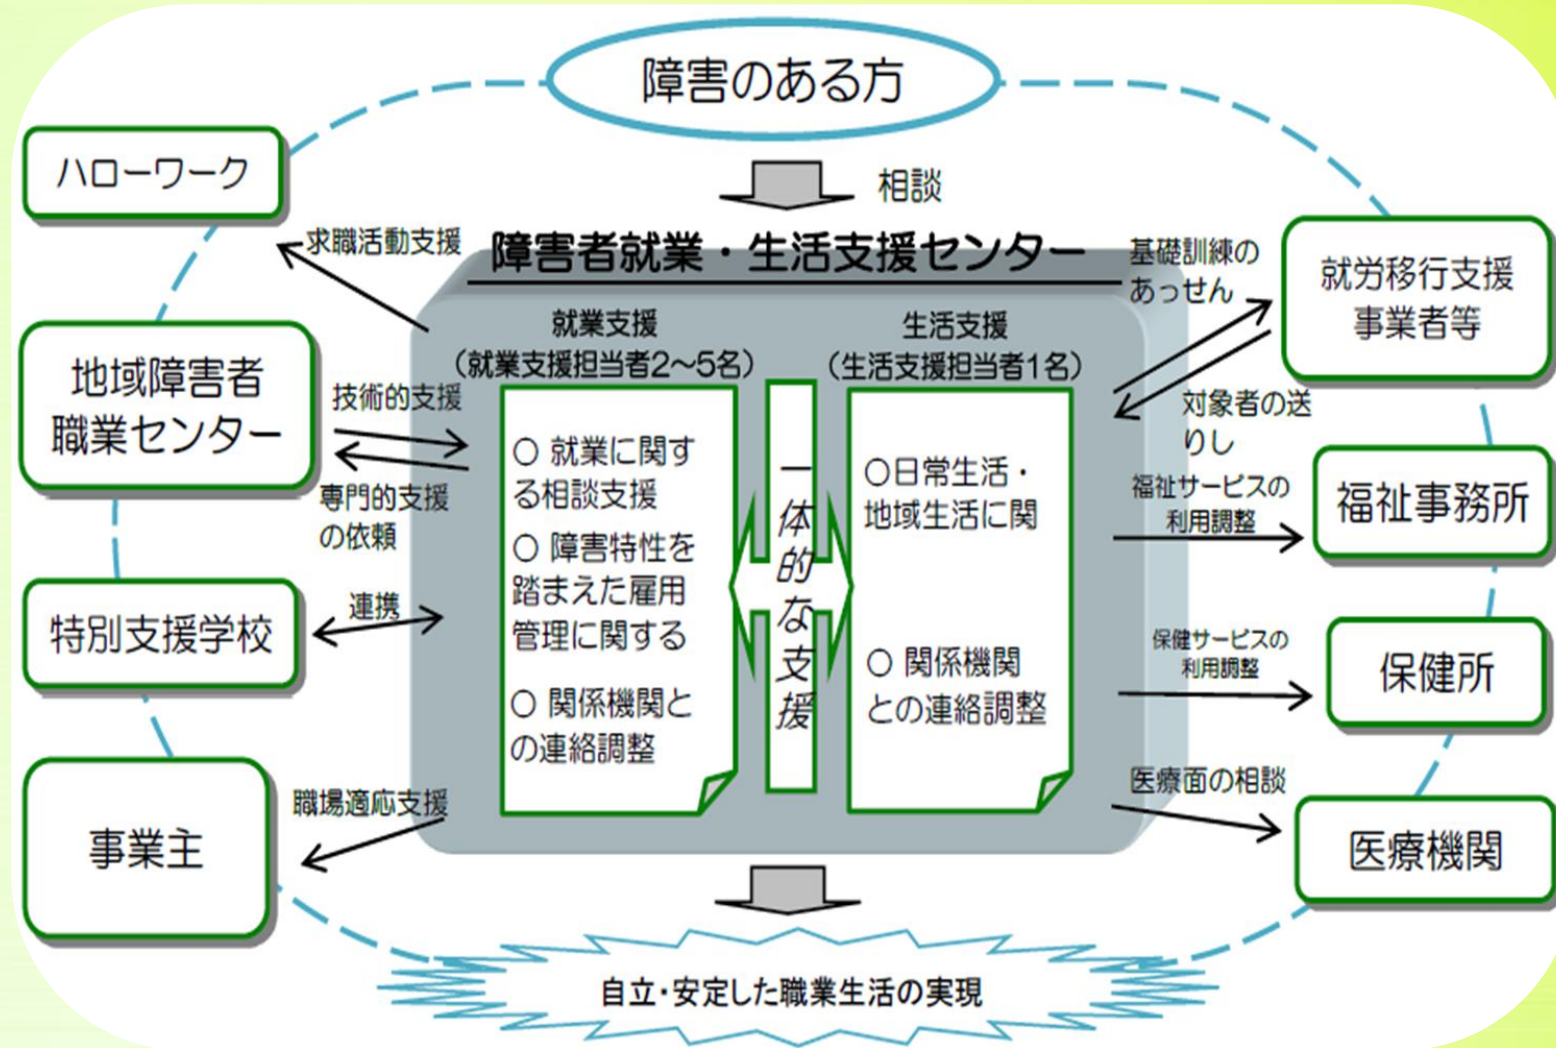 障害のある方
相談
ハローワーク
求職活動支援
障害者就業・生活支援センター
基礎訓練の
あっせん
就労移行支援
事業者等
就業支援
(就業支援担当者2~5名)
生活支援
(生活支援担当者1名)
地域障害者
職業センター
技術的支援
専門的支援
の依頼
対象者の送
りし
福祉サービスの
利用調整
福祉事務所
○ 就業に関す
る相談支援
○ 障害特性を
踏まえた雇用
管理に関する
○ 関係機関と
の連絡調整
一体的な支援
○日常生活・
地域生活に関
○ 関係機関
との連絡調整
特別支援学校
連携
保健サービスの
利用調整
保健所
事業主
職場適応支援
医療面の相談
医療機関
自立・安定した職業生活の実現